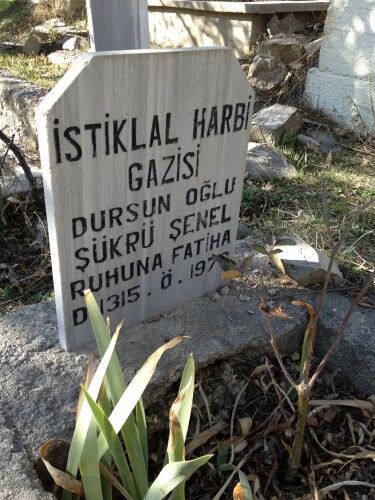 İSTİKLAL HARBİ
GAZİSİ
DURSUN OĞLU
ŞÜKRÜ ŞENEL
RUHUNA FATİHA
D 1315. Ö. 197